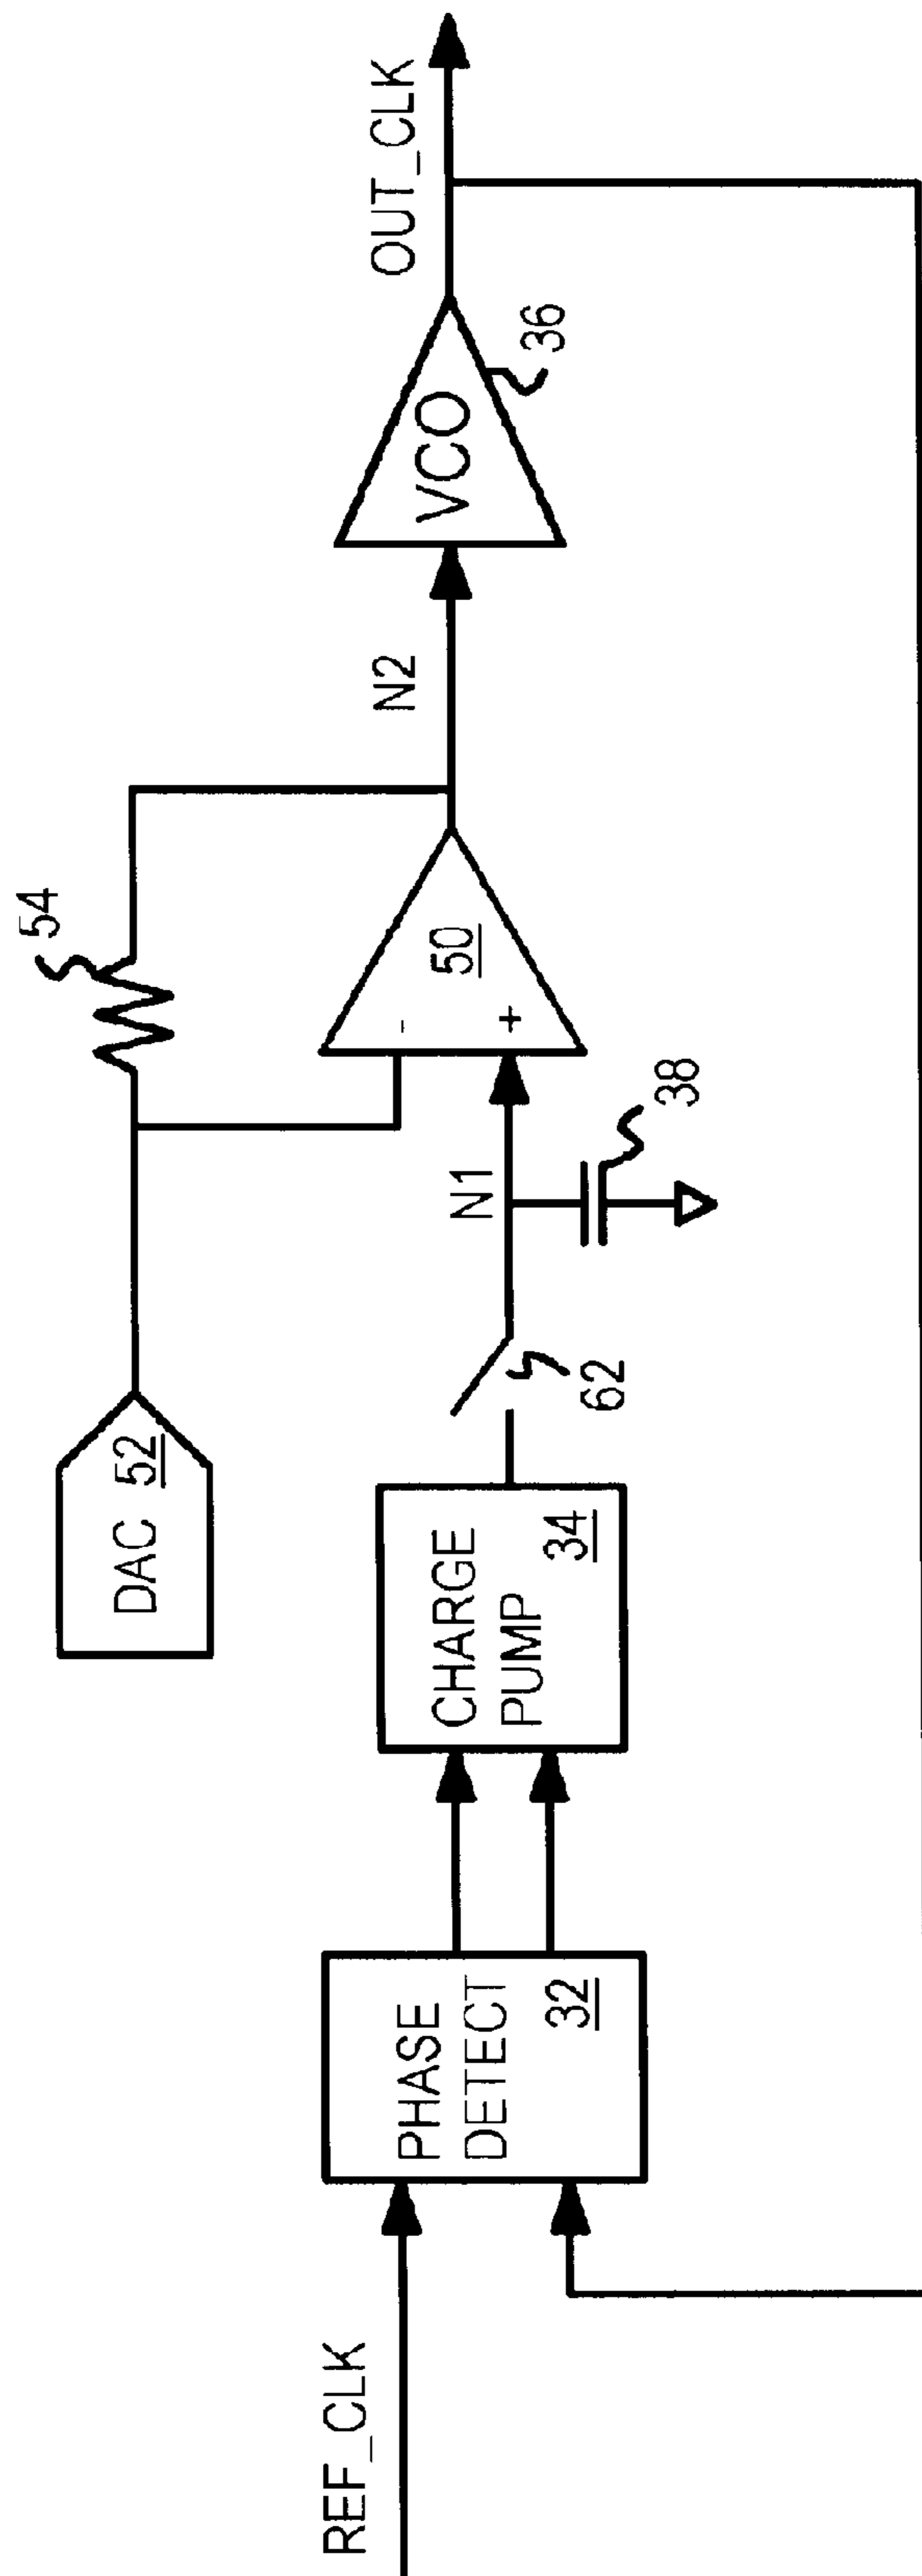 REF_CLK
PHASE
DETECT
32
CHARGE
PUMP
34
62
DAC 52
54
N1
38
-
+
50
N2
VCO
36
OUT_CLK